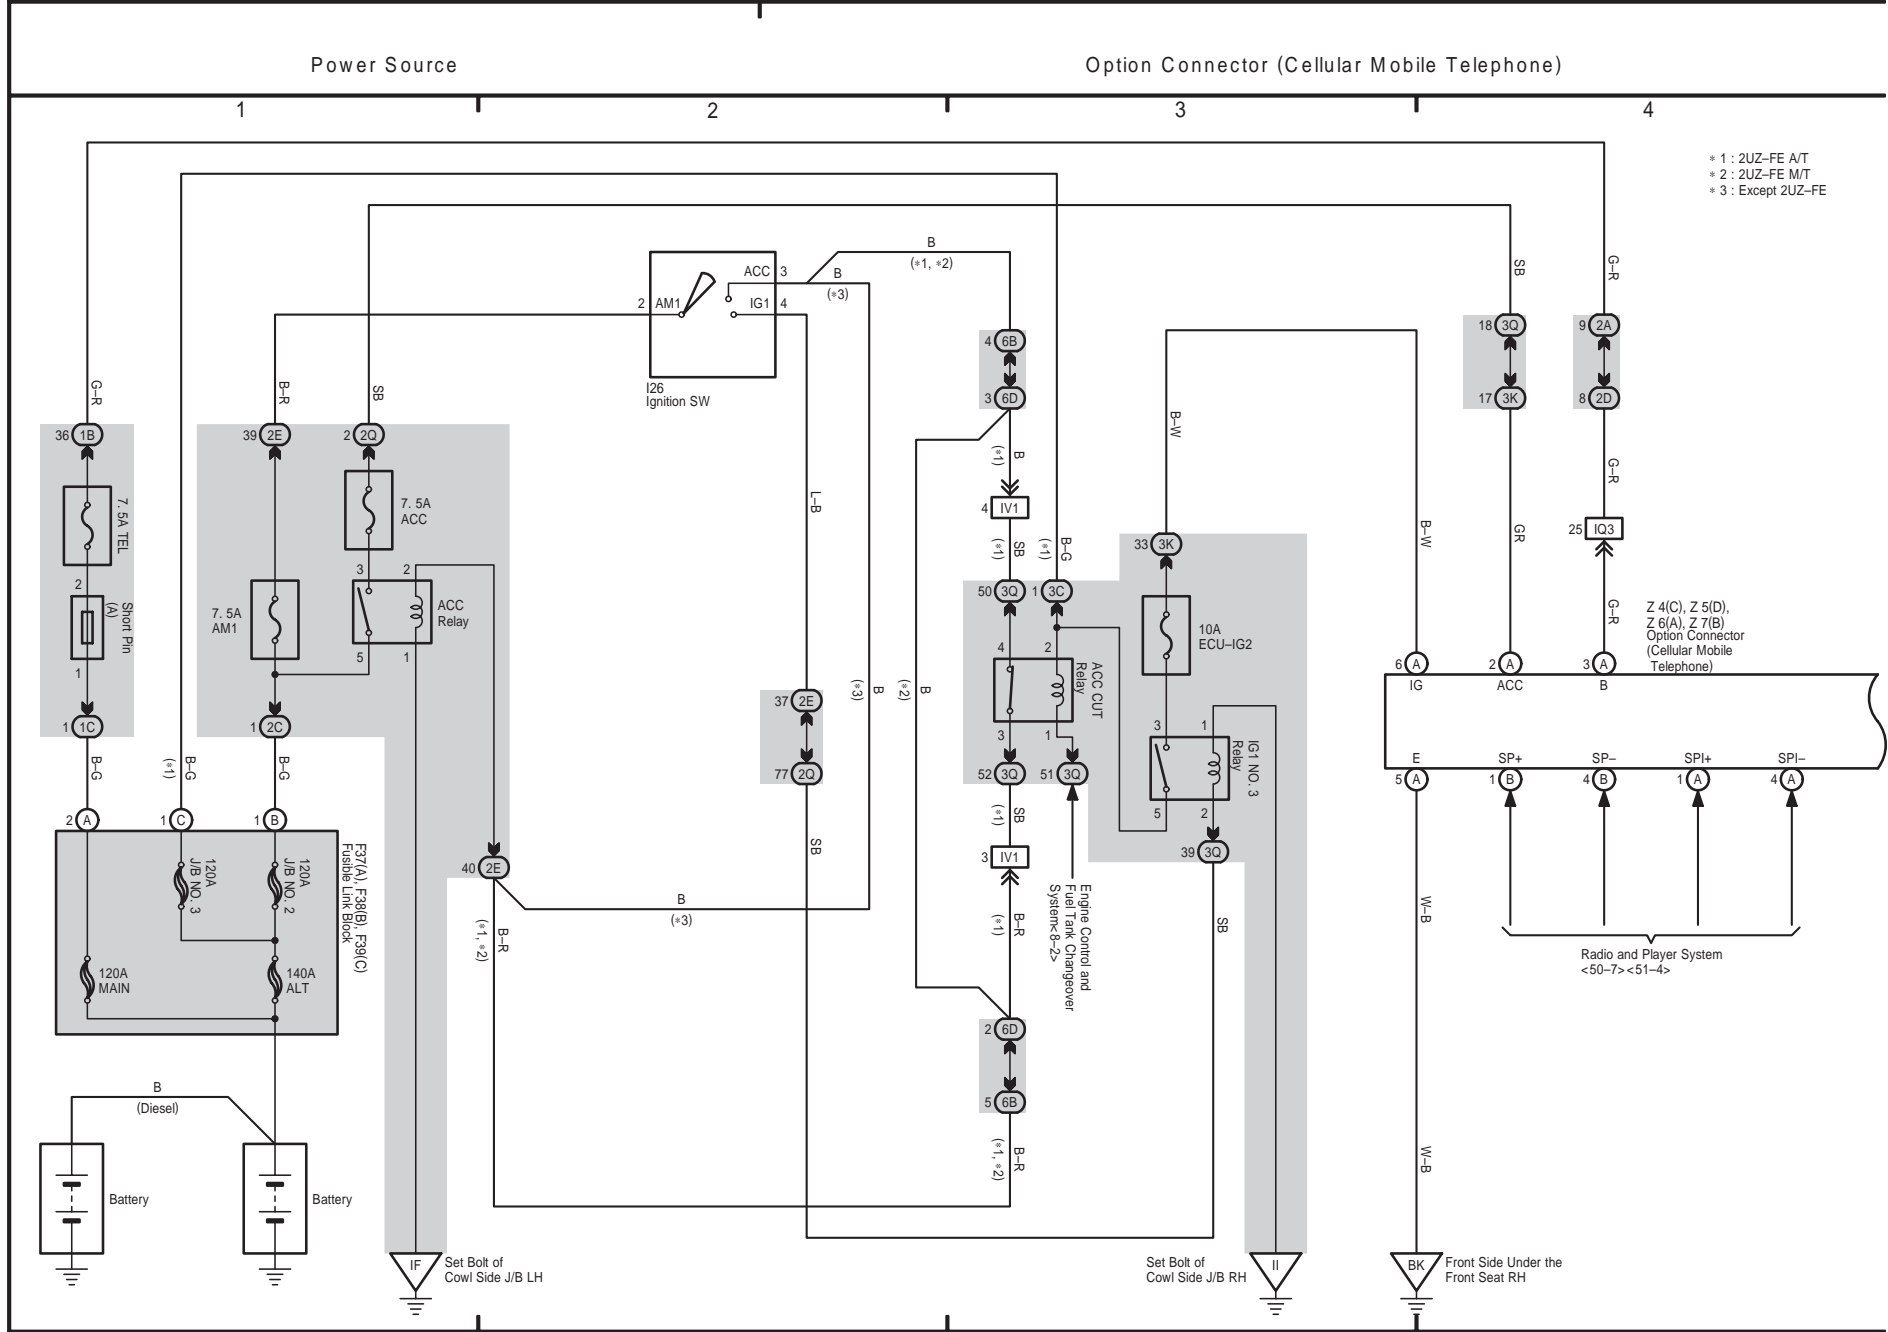 Power Source
Option Connector (Cellular Mobile Telephone)
1
2
3
4
∗ 1 : 2UZ–FE A/T
∗ 2 : 2UZ–FE M/T
∗ 3 : Except 2UZ–FE
B
(∗1, ∗2)
B
(∗3)
ACC
3
2
AM1
IG1
4
I26
Ignition SW
SB
G–R
18
3Q
9
2A
4
6B
17
3K
8
2D
3
6D
G–R
B–R
SB
B–W
36
1B
39
2E
2
2Q
(∗1)
B
G–R
7. 5A TEL
7. 5A
ACC
L–B
4
IV1
B–W
GR
25
IQ3
(∗1)
SB
(∗1)
B–G
33
3K
3
2
2
Short Pin
(A)
7. 5A
AM1
ACC
Relay
50
3Q
1
3C
10A
ECU–IG2
G–R
Z 4(C), Z 5(D),
Z 6(A), Z 7(B)
Option Connector
(Cellular Mobile
Telephone)
5
1
1
4
2
ACC CUT
Relay
6
A
2
A
3
A
IG
ACC
B
(∗3)
B
(∗2)
B
37
2E
1
1C
1
2C
3
1
3
1
IG1 NO. 3
Relay
B–G
(∗1)
B–G
B–G
77
2Q
52
3Q
51
3Q
E
SP+
SP–
SPI+
SPI–
5
A
1
B
4
B
1
A
4
A
5
2
2
A
1
C
1
B
(∗1)
SB
SB
39
3Q
120A
J/B NO. 3
120A
J/B NO. 2
F37(A), F38(B), F39(C)
Fusible Link Block
40
2E
3
IV1
Engine Control and
Fuel Tank Changeover
System<8–2>
B
(∗3)
(∗1, ∗2)
B–R
(∗1)
B–R
SB
W–B
120A
MAIN
140A
ALT
Radio and Player System
<50–7><51–4>
2
6D
B
(Diesel)
5
6B
(∗1, ∗2)
B–R
W–B
Battery
Battery
IF
Set Bolt of
Cowl Side J/B LH
Set Bolt of
Cowl Side J/B RH
II
BK
Front Side Under the
Front Seat RH